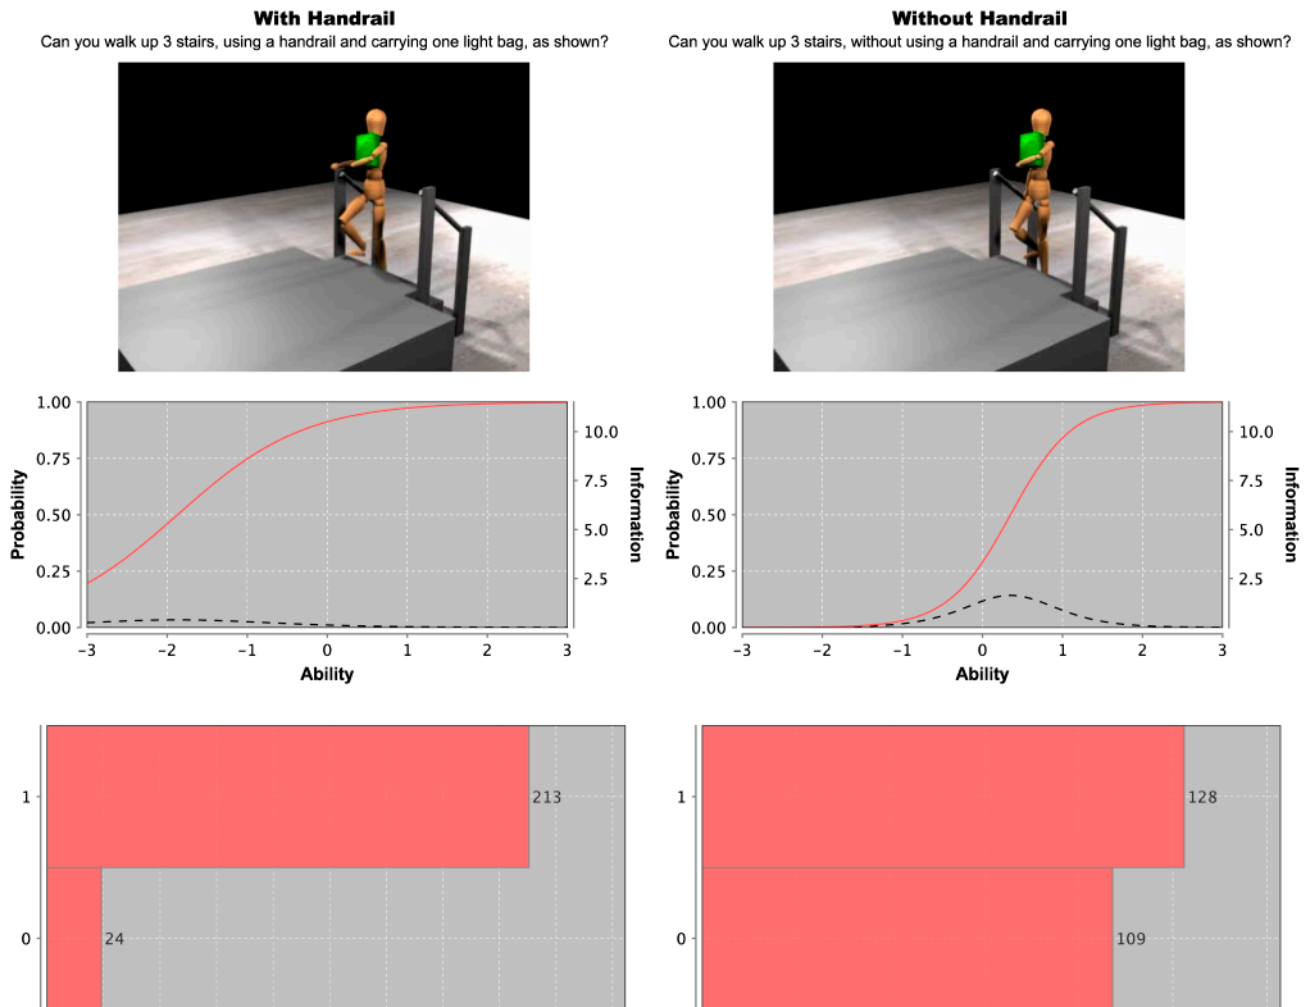 With Handrail
Can you walk up 3 stairs, using a handrail and carrying one light bag, as shown?
Without Handrail
Can you walk up 3 stairs, without using a handrail and carrying one light bag, as shown?
1.00
0.75
0.50
0.25
0.00
Probability
10.0
7.5
5.0
2.5
Information
−3 −2 −1 0 1 2 3
Ability
1.00
0.75
0.50
0.25
0.00
Probability
10.0
7.5
5.0
2.5
Information
−3 −2 −1 0 1 2 3
Ability
1 213
0 24
1 128
0 109